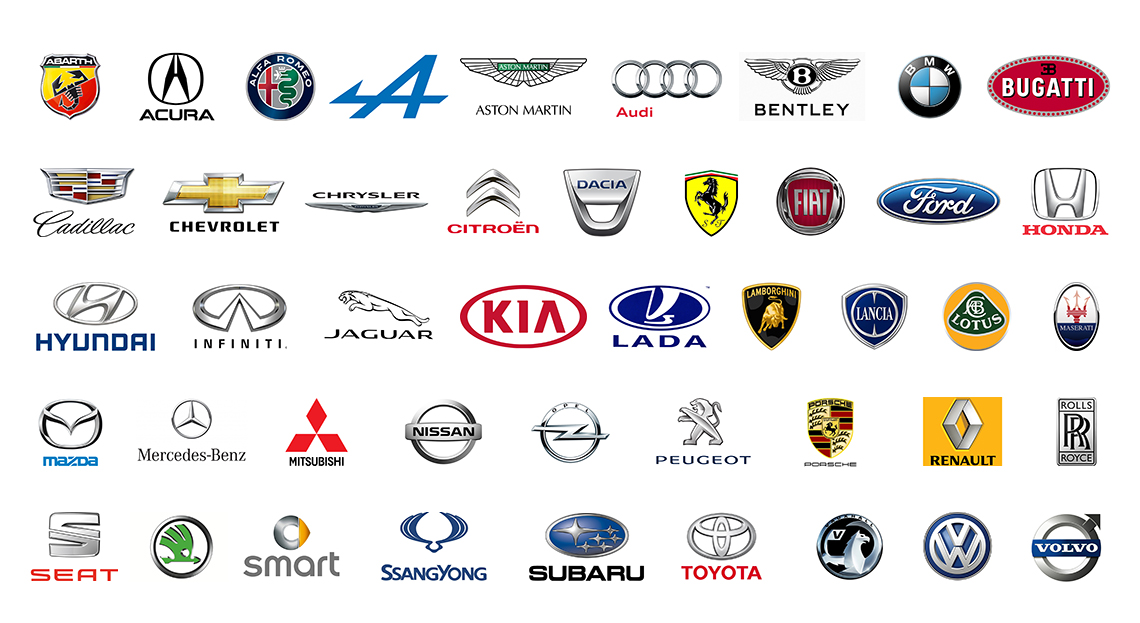 ABARTH
ACURA
ALFA ROMEO
ASTON MARTIN
ASTON MARTIN
Audi
B
BENTLEY
BMW
EB
BUGATTI
Cadillac
CHEVROLET
CHRYSLER
CITROËN
DACIA
S F
FIAT
Ford
HONDA
HYUNDAI
INFINITI
JAGUAR
KIA
LADA
LAMBORGHINI
LANCIA
LOTUS
MASERATI
mazda
Mercedes-Benz
MITSUBISHI
NISSAN
OPEL
PEUGEOT
PORSCHE
PORSCHE
RENAULT
ROLLS
RR
ROYCE
SEAT
smart
SSANGYONG
SUBARU
TOYOTA
VAUXHALL
V
VW
VOLVO